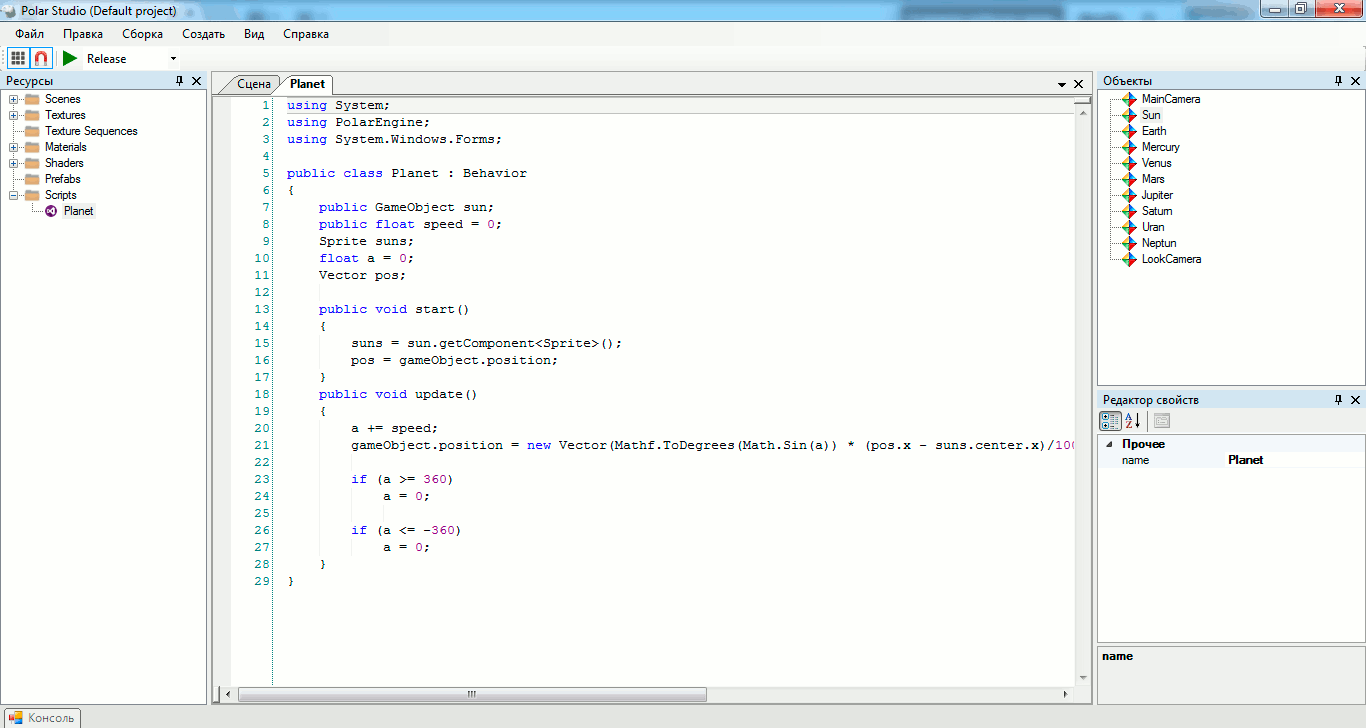 Polar Studio (Default project)
Файл Правка Сборка Создать Вид Справка
Release
Ресурсы
Scenes
Textures
Texture Sequences
Materials
Shaders
Prefabs
Scripts
Planet
Сцена Planet
1 using System;
2 using PolarEngine;
3 using System.Windows.Forms;
4
5 public class Planet : Behavior
6 {
7 public GameObject sun;
8 public float speed = 0;
9 Sprite suns;
10 float a = 0;
11 Vector pos;
12
13 public void start()
14 {
15 suns = sun.getComponent<Sprite>();
16 pos = gameObject.position;
17 }
18 public void update()
19 {
20 a += speed;
21 gameObject.position = new Vector(Mathf.ToDegrees(Math.Sin(a)) * (pos.x - suns.center.x)/100
22
23 if (a >= 360)
24 a = 0;
25
26 if (a <= -360)
27 a = 0;
28 }
29 }
Объекты
MainCamera
Sun
Earth
Mercury
Venus
Mars
Jupiter
Saturn
Uran
Neptun
LookCamera
Редактор свойств
Прочее
name Planet
name
Консоль